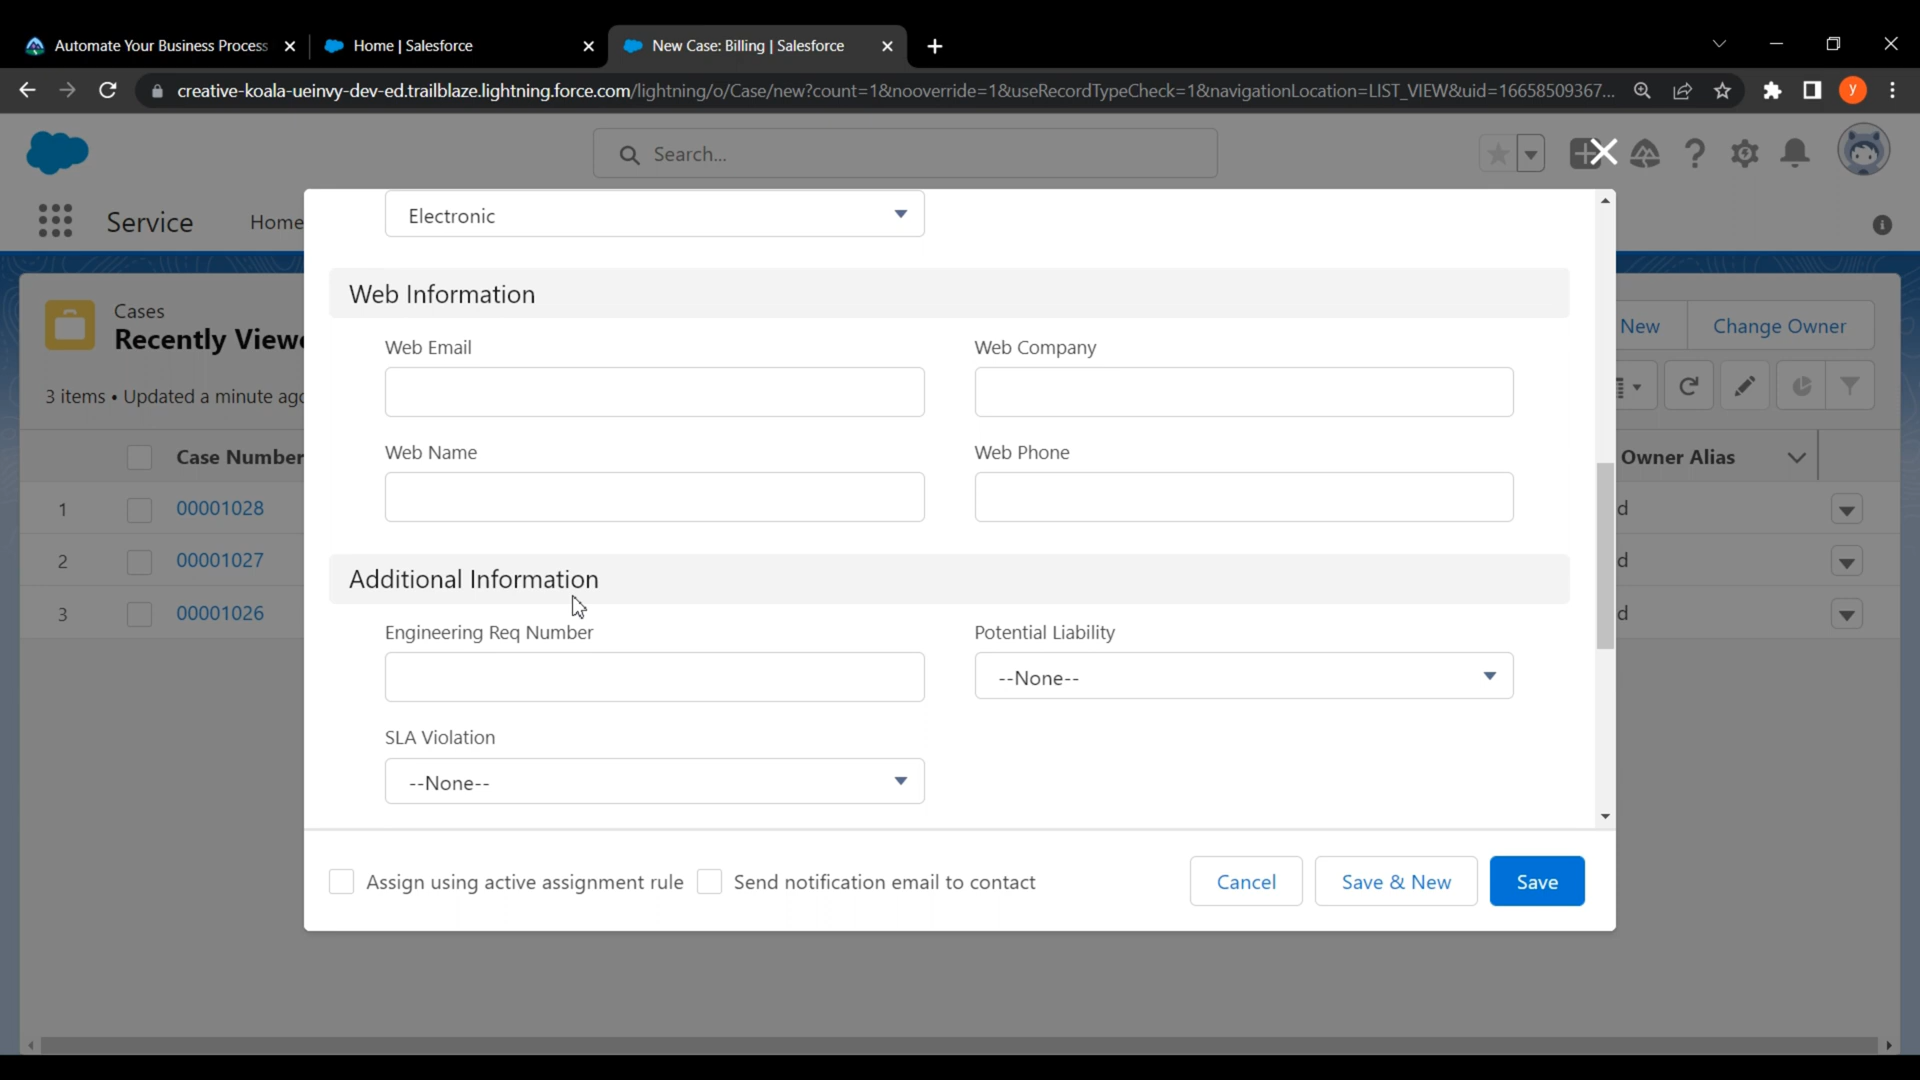 Automate Your Business Process
Home | Salesforce
New Case: Billing | Salesforce
creative-koala-ueinvy-dev-ed.trailblaze.lightning.force.com/lightning/o/Case/new?count=1&nooverride=1&useRecordTypeCheck=1&navigationLocation=LIST_VIEW&uid=16658509367...
y
Search...
Service
Home
Electronic
Web Information
Cases
Recently View
New
Change Owner
3 items • Updated a minute ago
Web Email
Web Company
Web Name
Web Phone
Case Number
Owner Alias
1
00001028
d
2
00001027
d
3
00001026
d
Additional Information
Engineering Req Number
Potential Liability
--None--
SLA Violation
--None--
Assign using active assignment rule
Send notification email to contact
Cancel
Save & New
Save